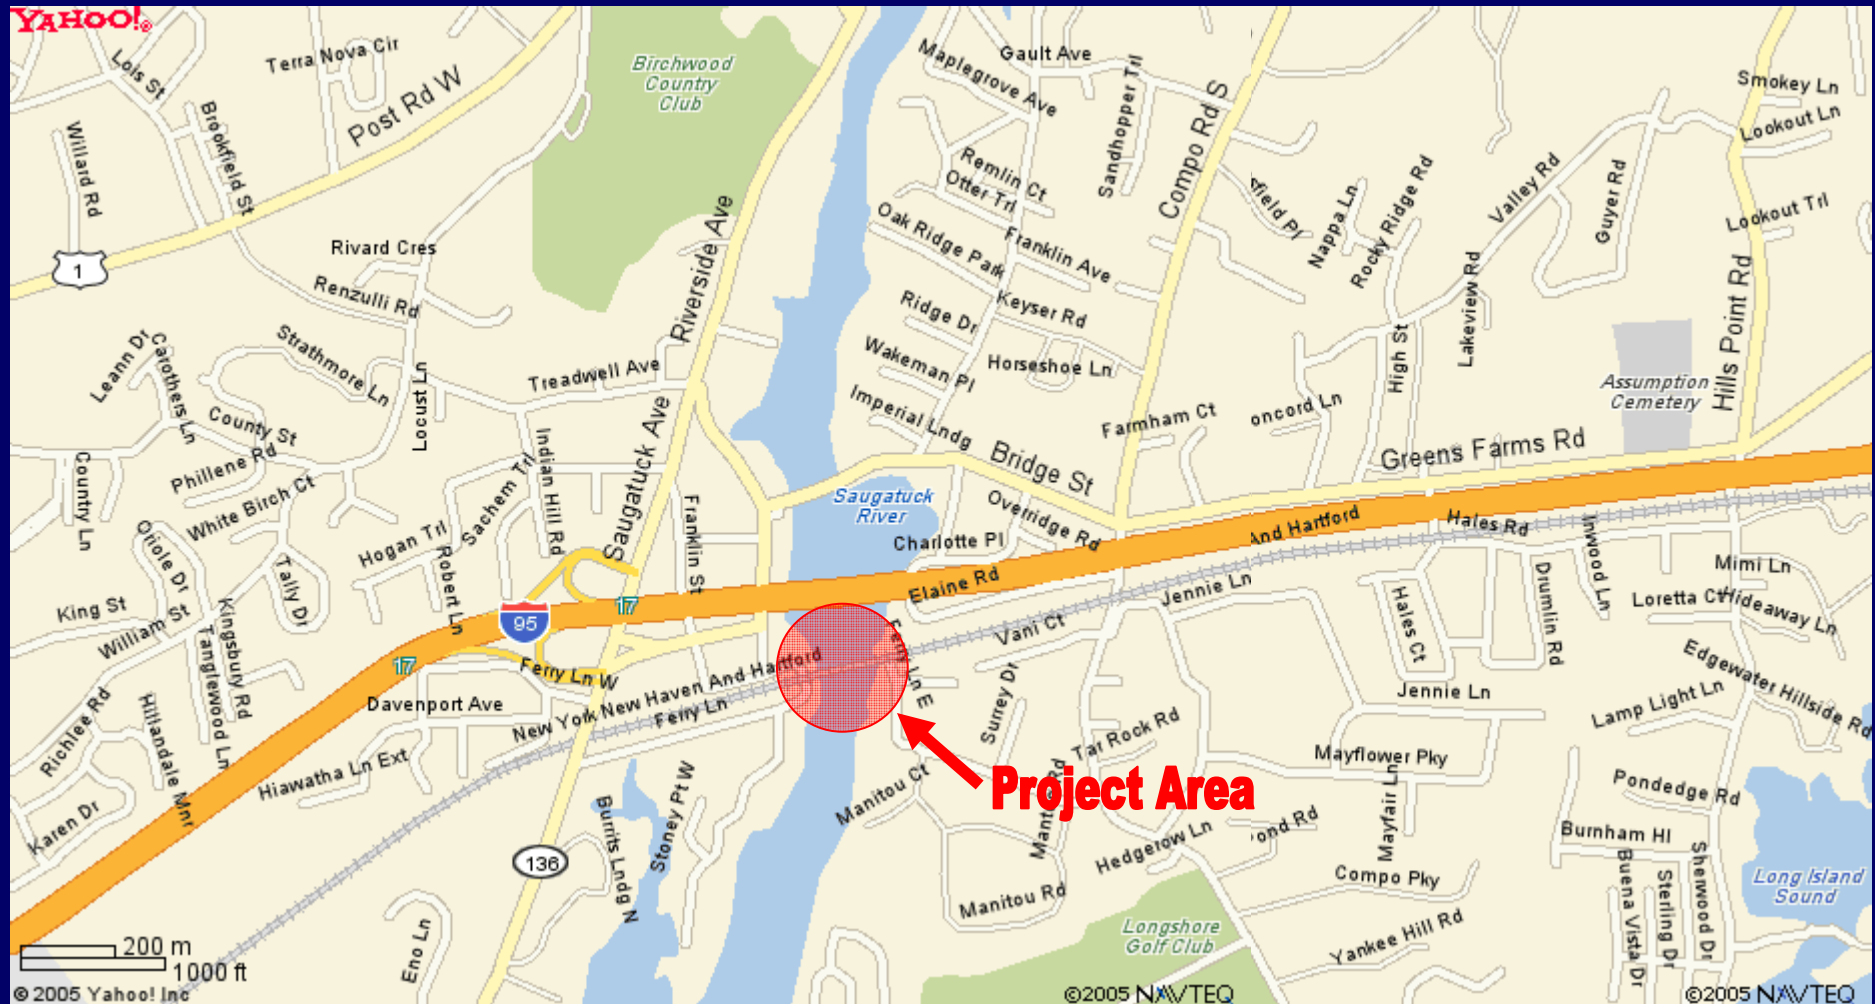 YAHOO!®
Lois St
Terra Nova Cir
Post Rd W
Birchwood
Country
Club
Maplegrove Ave
Gault Ave
Sandhopper Trl
Compo Rd S
Smokey Ln
Lookout Ln
Willard Rd
Brookfield St
Remlin Ct
Otter Trl
sfield Pl
Nappa Ln
Rocky Ridge Rd
Valley Rd
Guyer Rd
Lookout Trl
1
Rivard Cres
Renzulli Rd
Riverside Ave
Oak Ridge Park
Franklin Ave
Keyser Rd
Ridge Dr
Lakeview Rd
Hills Point Rd
Leann Dr
Carothers Ln
Strathmore Ln
Locust Ln
Treadwell Ave
Wakeman Pl
Horseshoe Ln
High St
Assumption
Cemetery
County St
Saugatuck Ave
Imperial Lndg
Farmham Ct
oncord Ln
Country Ln
Phillene Rd
White Birch Ct
Sachem Trl
Indian Hill Rd
Franklin St
Bridge St
Greens Farms Rd
Saugatuck
River
Overridge Rd
Oriole Dr
Hogan Trl
Charlotte Pl
And Hartford
Hales Rd
Inwood Ln
King St
William St
Tally Dr
Robert Ln
17
Elaine Rd
Jennie Ln
Mimi Ln
Drumlin Rd
Loretta Ct
Hideaway Ln
95
Kingsbury Rd
Tanglewood Ln
17
Ferry Ln W
New York New Haven And Hartford
Ferry Ln E
Vani Ct
Hales Ct
Edgewater Hillside Rd
Richlee Rd
Hillandale Mnr
Davenport Ave
Ferry Ln
Surrey Dr
Jennie Ln
Lamp Light Ln
Hiawatha Ln Ext
Tar Rock Rd
Mayflower Pky
Project Area
Pondedge Rd
Karen Dr
Burrits Lndg N
Stoney Pt W
Manitou Ct
Rd
Hedgerow Ln
ond Rd
Mayfair Ln
Burnham Hl
136
Compo Pky
Buena Vista Dr
Sterling Dr
Sherwood Dr
Long Island
Sound
Manitou Rd
Eno Ln
Longshore
Golf Club
Yankee Hill Rd
200 m
1000 ft
© 2005 Yahoo! Inc
©2005 NAVTEQ
©2005 NAVTEQ